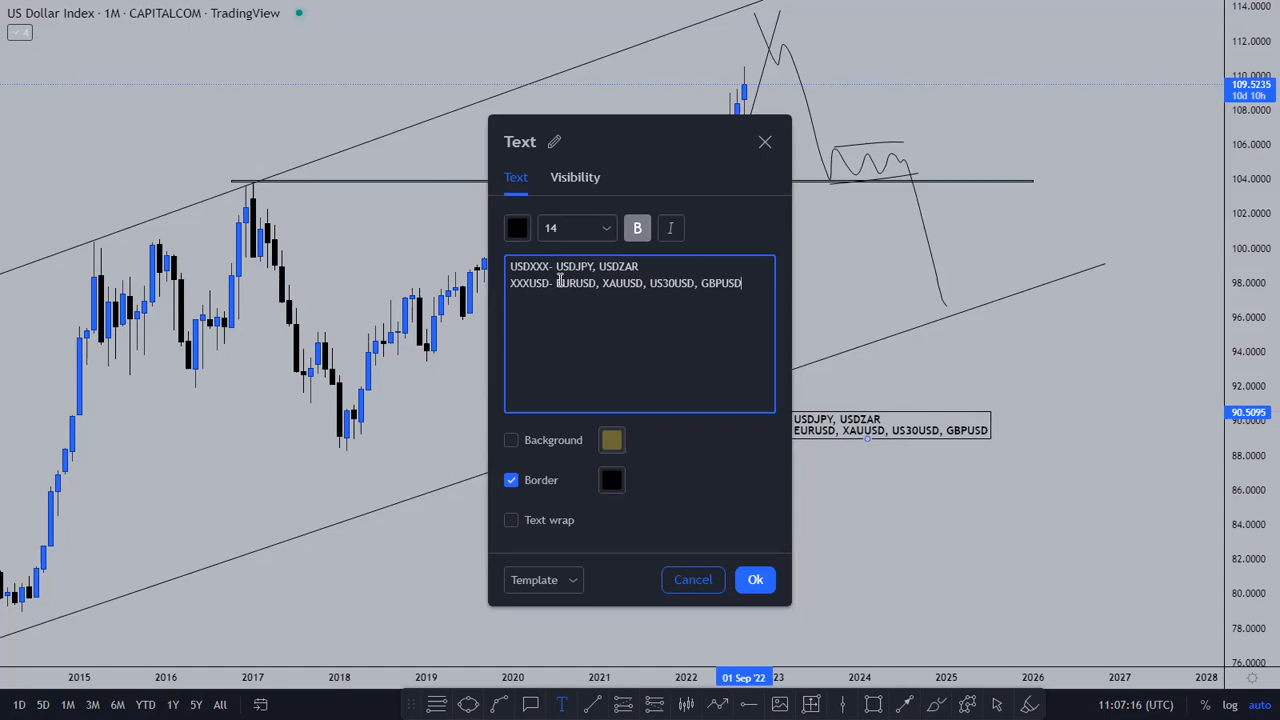 US Dollar Index · 1M · CAPITALCOM · TradingView
4
Text
Text Visibility
14 B I
USDXXX- USDJPY, USDZAR
XXXUSD- EURUSD, XAUUSD, US30USD, GBPUSD
Background
Border
Text wrap
Template Cancel Ok
USDJPY, USDZAR
EURUSD, XAUUSD, US30USD, GBPUSD
114.0000
112.0000
110.0000
109.5235
10d 10h
108.0000
106.0000
104.0000
102.0000
100.0000
98.0000
96.0000
94.0000
92.0000
90.5095
88.0000
86.0000
84.0000
82.0000
80.0000
78.0000
76.0000
2015 2016 2017 2018 2019 2020 2021 2022 01 Sep '22 23 2024 2025 2026 2027 2028
1D 5D 1M 3M 6M YTD 1Y 5Y All T 11:07:16 (UTC) % log auto